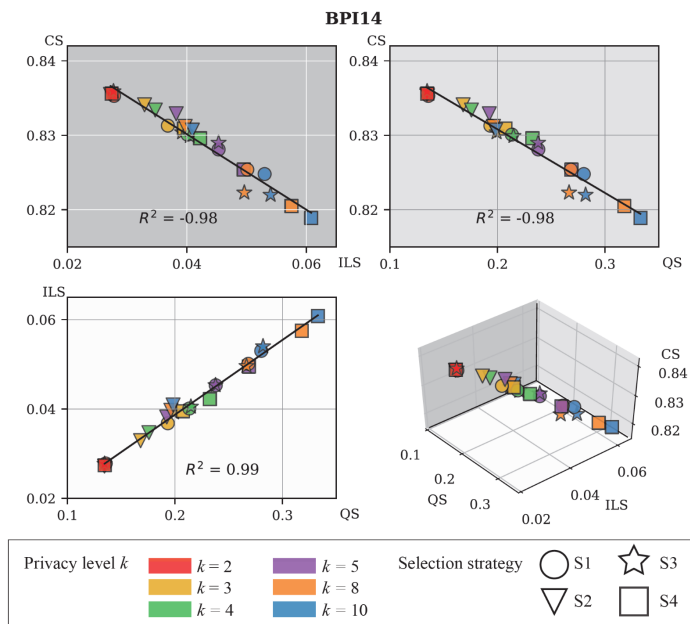 BPI14
CS
CS
0.84
0.84
0.83
0.83
0.82
0.82
R² = -0.98
R² = -0.98
0.02
0.04
0.06
ILS
0.1
0.2
0.3
QS
ILS
0.06
0.04
0.02
R² = 0.99
0.1
0.2
0.3
QS
CS
0.84
0.83
0.82
0.1
0.2
0.3
QS
0.02
0.04
0.06
ILS
Privacy level k
k = 2
k = 3
k = 4
k = 5
k = 8
k = 10
Selection strategy
S1
S2
S3
S4